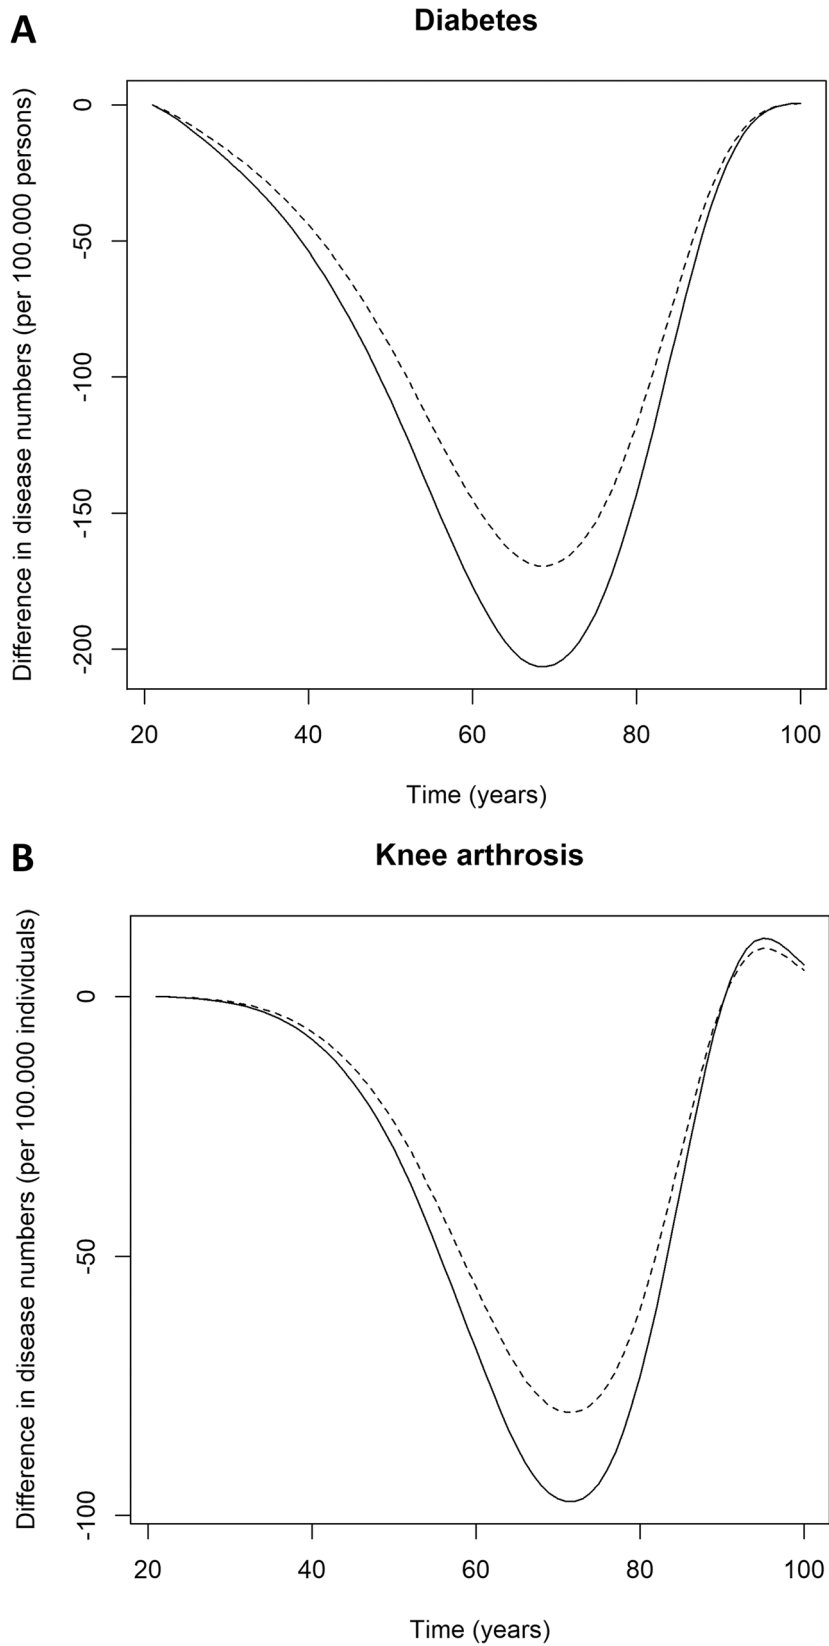 A
Diabetes
Difference in disease numbers (per 100.000 persons)
0
-50
-100
-150
-200
20 40 60 80 100
Time (years)
B
Knee arthrosis
Difference in disease numbers (per 100.000 individuals)
0
-50
-100
20 40 60 80 100
Time (years)